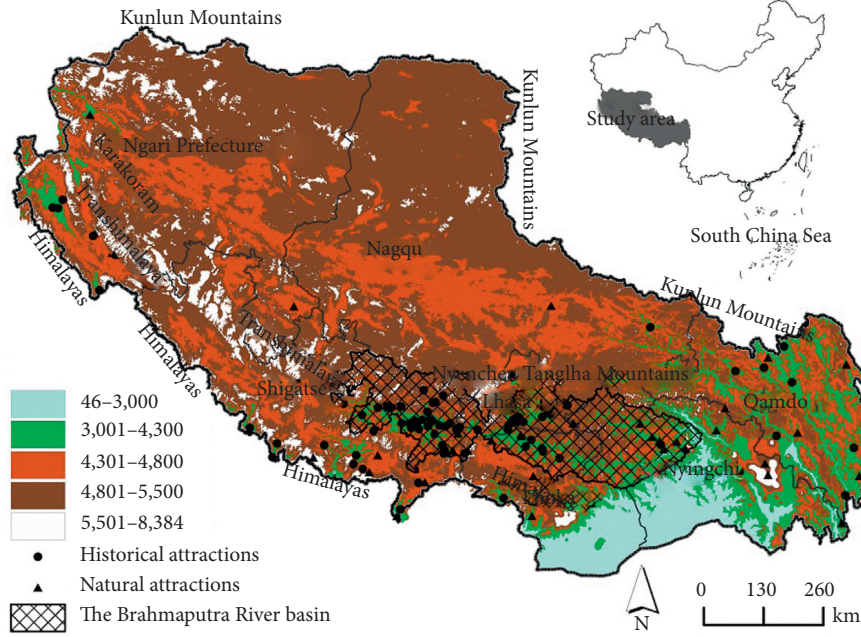 Kunlun Mountains
Kunlun Mountains
Study area
South China Sea
Ngari Prefecture
Karakoram
Transhimalaya
Himalayas
Nagqu
Kunlun Mountains
Himalayas
Transhimalaya
Nyenchen Tanglha Mountains
Shigatse
Lhasa
Qamdo
Nyingchi
Himalayas
46–3,000
3,001–4,300
4,301–4,800
4,801–5,500
5,501–8,384
Historical attractions
Natural attractions
The Brahmaputra River basin
N
0 130 260
km